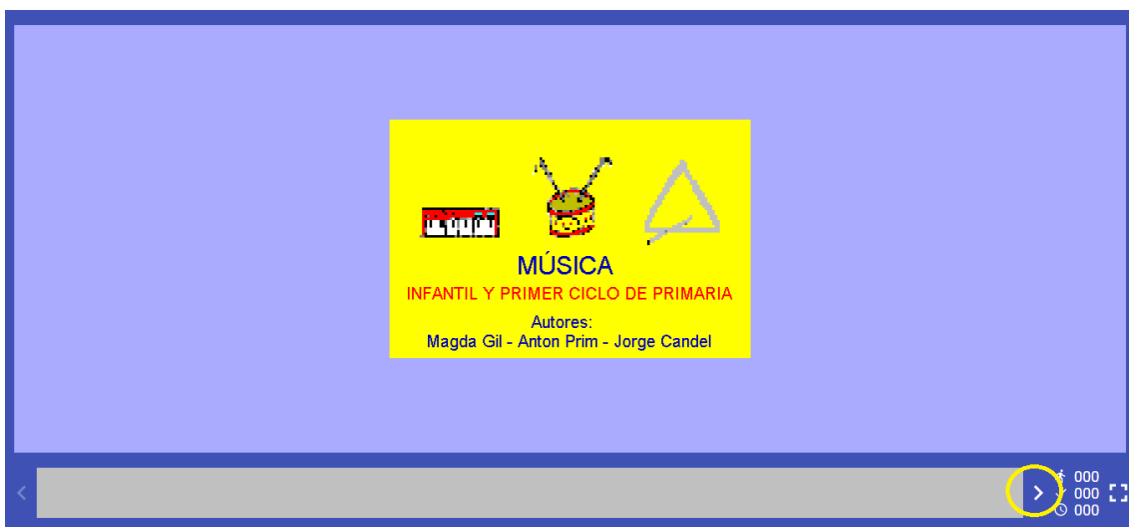 MÚSICA
INFANTIL Y PRIMER CICLO DE PRIMARIA
Autores:
Magda Gil - Anton Prim - Jorge Candel
000
000
000